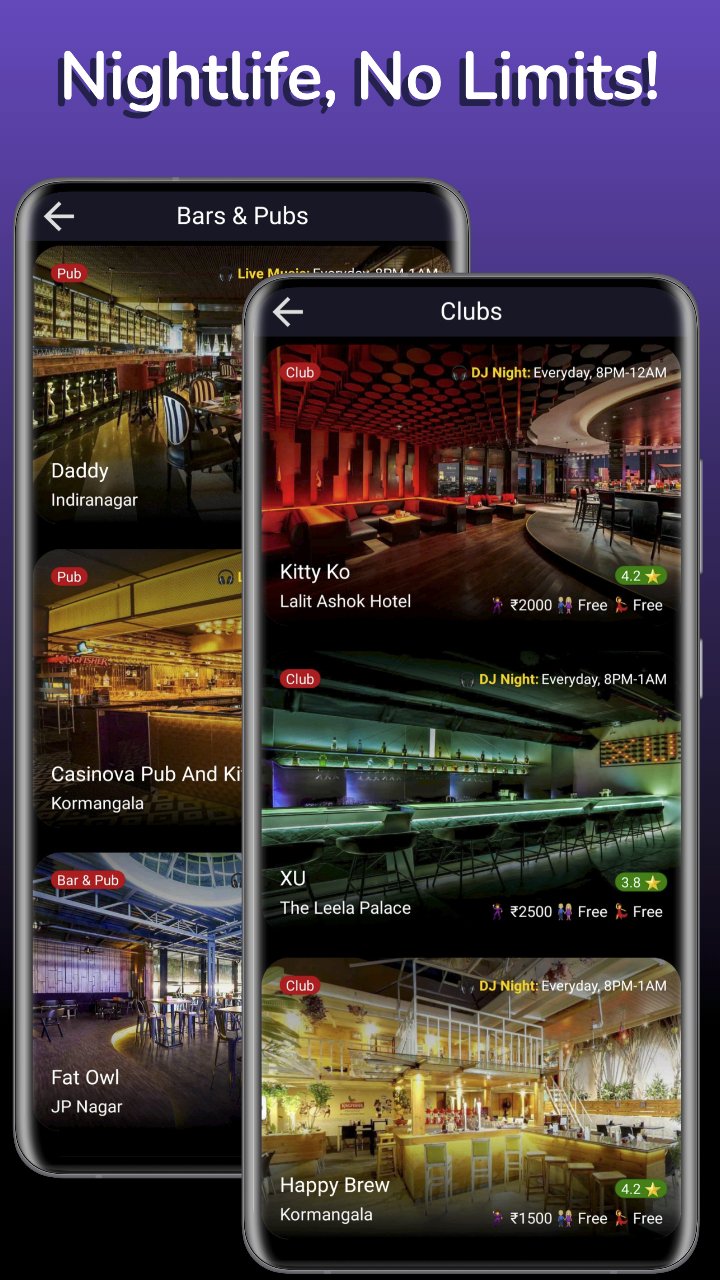 Nightlife, No Limits!
Bars & Pubs
Pub
Live Music: Everyday, 8PM-1AM
Daddy
Indiranagar
Pub
Casinova Pub And Ki
Kormangala
Bar & Pub
Fat Owl
JP Nagar
Clubs
Club
DJ Night: Everyday, 8PM-12AM
Kitty Ko
4.2
Lalit Ashok Hotel
₹2000 Free Free
Club
DJ Night: Everyday, 8PM-1AM
XU
3.8
The Leela Palace
₹2500 Free Free
Club
DJ Night: Everyday, 8PM-1AM
KINGFISHER
Happy Brew
4.2
Kormangala
₹1500 Free Free